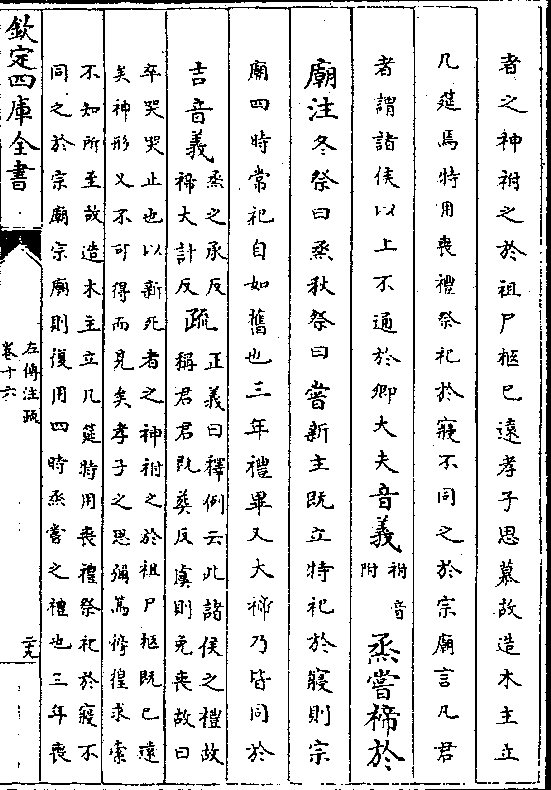 者之神祔之於祖尸柩已遠孝子思慕故造木主立
几筵焉特用喪禮祭祀於寢不同之於宗廟言凡君
者謂諸侯以上不通於卿大夫音義祔音附烝嘗禘於
廟注冬祭曰烝秋祭曰嘗新主既立特祀於寢則宗
廟四時常祀自如舊也三年禮畢又大禘乃皆同於
吉音義烝之承反禘大計反疏正義曰釋例云此諸侯之禮故
稱君君既葬反虞則免喪故曰
卒哭哭止也以新死者之神祔之於祖尸柩既已遠
矣神形又不可得而見矣孝子之思彌篤徬徨求索
不知所至故造木主立几筵特用喪禮祭祀於寢不
同之於宗廟宗廟則復用四時烝嘗之禮也三年喪
欽定四庫全書
左傳注疏
卷十六